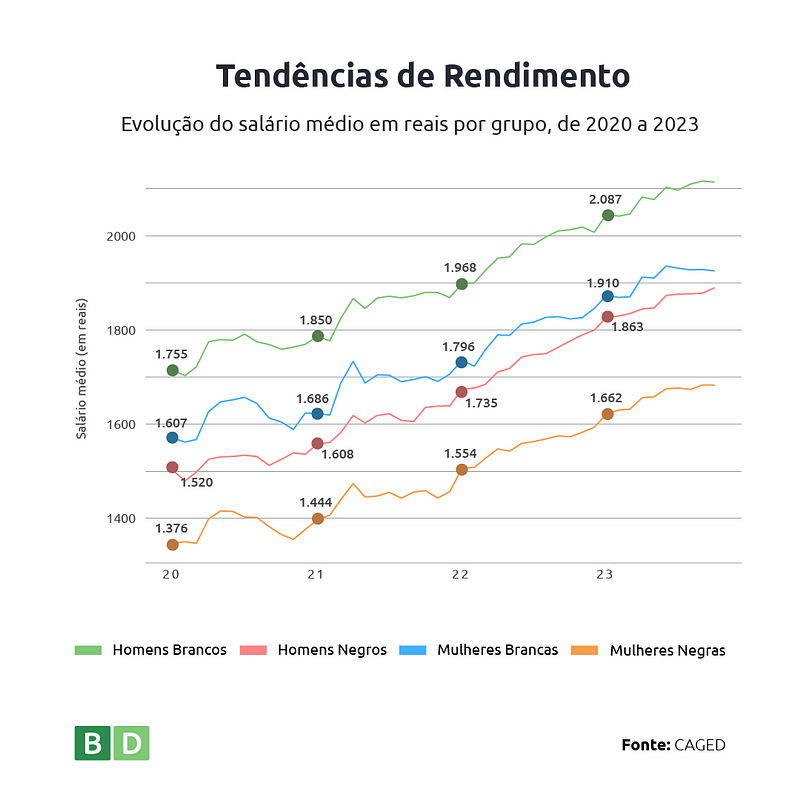 Tendências de Rendimento
Evolução do salário médio em reais por grupo, de 2020 a 2023
Salário médio (em reais)
2000
1800
1600
1400
1.755
1.850
1.968
2.087
1.607
1.686
1.796
1.910
1.520
1.608
1.735
1.863
1.376
1.444
1.554
1.662
20 21 22 23
Homens Brancos Homens Negros Mulheres Brancas Mulheres Negras
BD
Fonte: CAGED